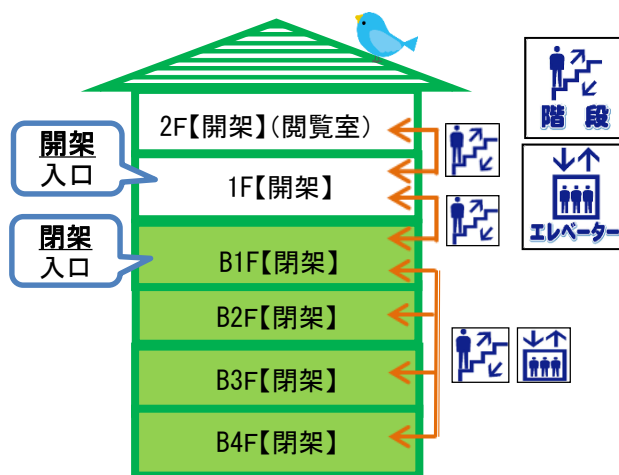 2F【開架】(閲覧室)
階 段
開架
入口
1F【開架】
エレベーター
閉架
入口
B1F【閉架】
B2F【閉架】
B3F【閉架】
B4F【閉架】